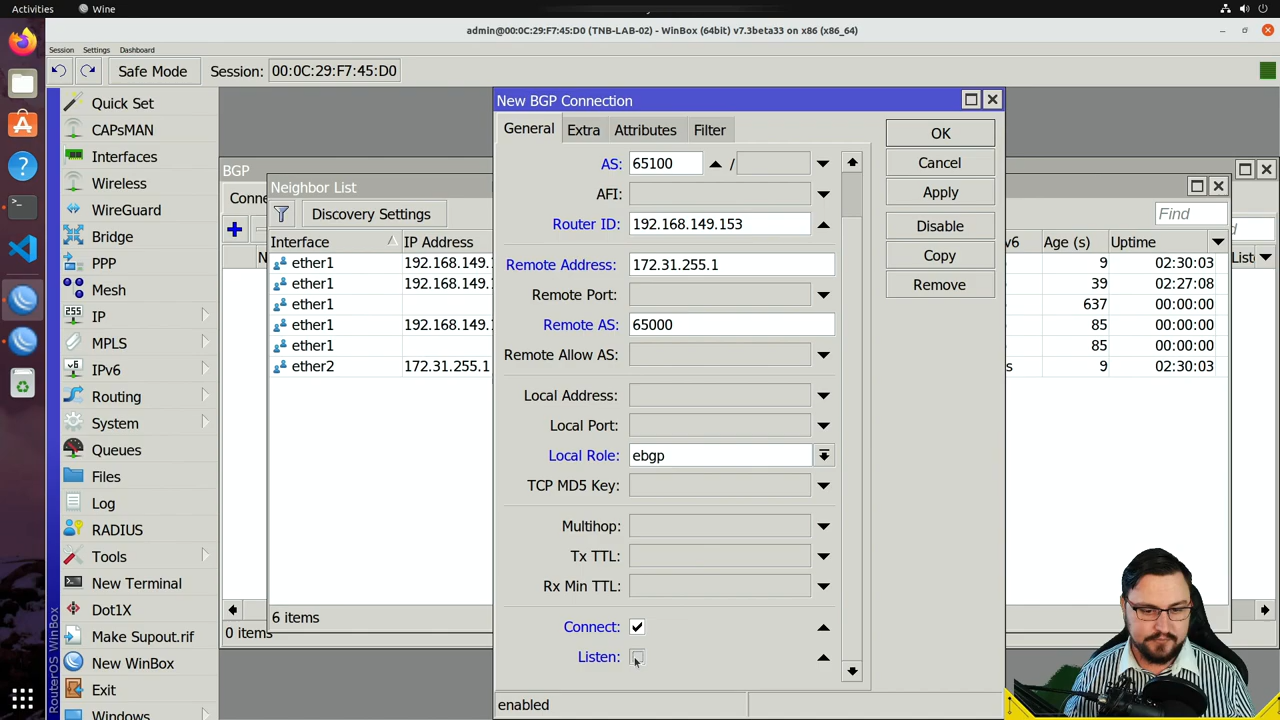 Activities
Wine
admin@00:0C:29:F7:45:D0 (TNB-LAB-02) - WinBox (64bit) v7.3beta33 on x86 (x86_64)
Session Settings Dashboard
Safe Mode Session: 00:0C:29:F7:45:D0
Quick Set
CAPsMAN
Interfaces
Wireless
WireGuard
Bridge
PPP
Mesh
IP
MPLS
IPv6
Routing
System
Queues
Files
Log
RADIUS
Tools
New Terminal
Dot1X
Make Supout.rif
New WinBox
Exit
Windows
RouterOS WinBox
BGP
Conne
0 items
Neighbor List
Discovery Settings
Find
Interface IP Address v6 Age (s) Uptime
ether1 192.168.149.1 9 02:30:03
ether1 192.168.149.1 39 02:27:08
ether1 637 00:00:00
ether1 192.168.149.1 85 00:00:00
ether1 85 00:00:00
ether2 172.31.255.1 s 9 02:30:03
6 items
New BGP Connection
General Extra Attributes Filter
AS: 65100 /
AFI:
Router ID: 192.168.149.153
Remote Address: 172.31.255.1
Remote Port:
Remote AS: 65000
Remote Allow AS:
Local Address:
Local Port:
Local Role: ebgp
TCP MD5 Key:
Multihop:
Tx TTL:
Rx Min TTL:
Connect:
Listen:
enabled
OK
Cancel
Apply
Disable
Copy
Remove